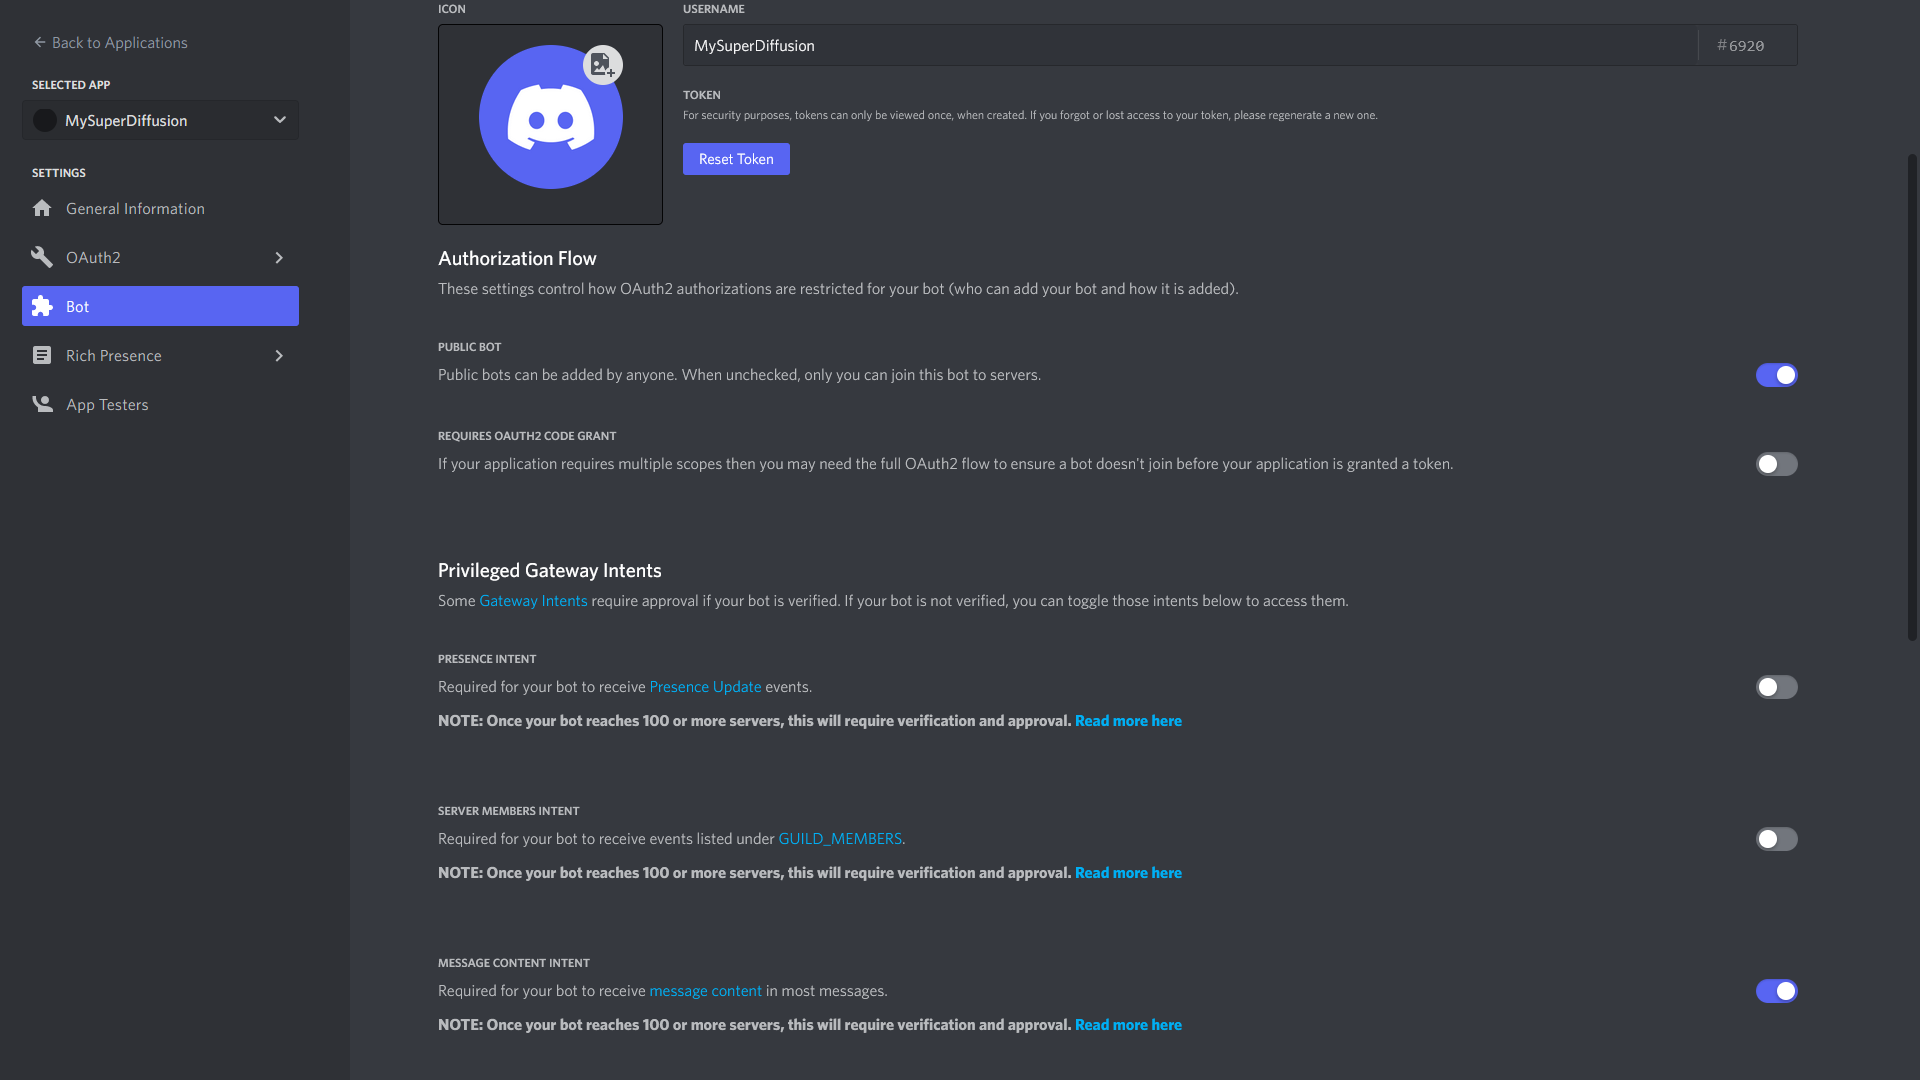 Back to Applications
SELECTED APP
MySuperDiffusion
SETTINGS
General Information
OAuth2
Bot
Rich Presence
App Testers
ICON
USERNAME
MySuperDiffusion
#6920
TOKEN
For security purposes, tokens can only be viewed once, when created. If you forgot or lost access to your token, please regenerate a new one.
Reset Token
Authorization Flow
These settings control how OAuth2 authorizations are restricted for your bot (who can add your bot and how it is added).
PUBLIC BOT
Public bots can be added by anyone. When unchecked, only you can join this bot to servers.
REQUIRES OAUTH2 CODE GRANT
If your application requires multiple scopes then you may need the full OAuth2 flow to ensure a bot doesn't join before your application is granted a token.
Privileged Gateway Intents
Some Gateway Intents require approval if your bot is verified. If your bot is not verified, you can toggle those intents below to access them.
PRESENCE INTENT
Required for your bot to receive Presence Update events.
NOTE: Once your bot reaches 100 or more servers, this will require verification and approval. Read more here
SERVER MEMBERS INTENT
Required for your bot to receive events listed under GUILD_MEMBERS.
NOTE: Once your bot reaches 100 or more servers, this will require verification and approval. Read more here
MESSAGE CONTENT INTENT
Required for your bot to receive message content in most messages.
NOTE: Once your bot reaches 100 or more servers, this will require verification and approval. Read more here